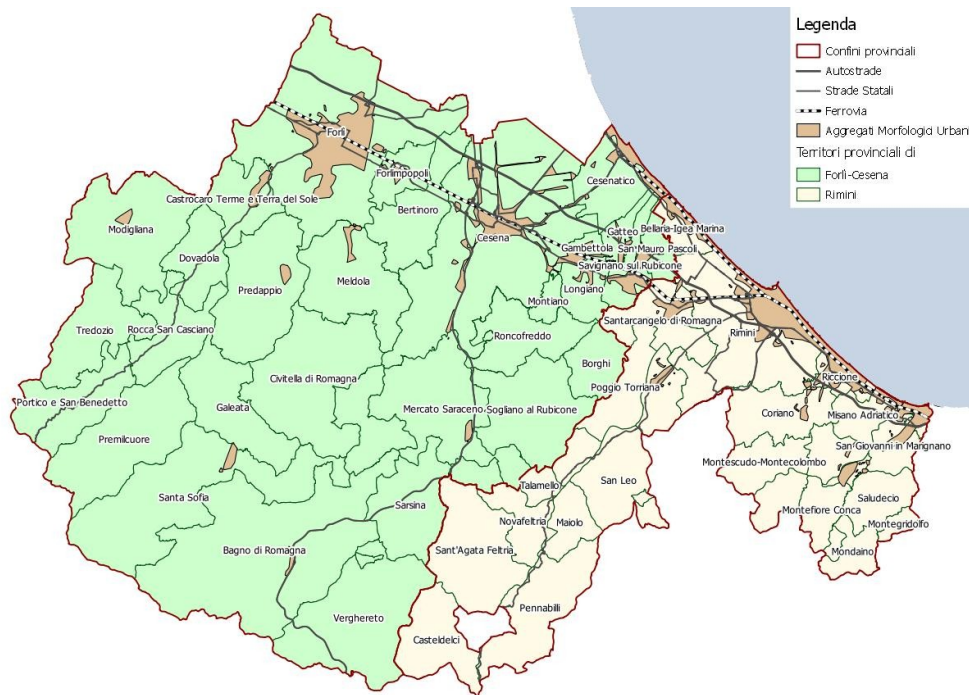 Legenda
Confini provinciali
Autostrade
Strade Statali
Ferrovia
Aggregati Morfologici Urbani
Territori provinciali di
Forlì-Cesena
Rimini
Forlì
Forlimpopoli
Cesenatico
Castrocaro Terme e Terra del Sole
Bertinoro
Modigliana
Cesena
Gatteo
Bellaria-Igea Marina
Gambettola
San Mauro Pascoli
Dovadola
Savignano sul Rubicone
Predappio
Meldola
Longiano
Montiano
Santarcangelo di Romagna
Tredozio
Rocca San Casciano
Roncofreddo
Rimini
Borghi
Civitella di Romagna
Poggio Torriana
Riccione
Portico e San Benedetto
Galeata
Mercato Saraceno
Sogliano al Rubicone
Coriano
Misano Adriatico
Premilcuore
San Giovanni in Marignano
Montescudo-Montecolombo
Talamello
San Leo
Santa Sofia
Sarsina
Saludecio
Montefiore Conca
Novafeltria
Maiolo
Montegridolfo
Bagno di Romagna
Sant'Agata Feltria
Mondaino
Pennabilli
Verghereto
Casteldelci